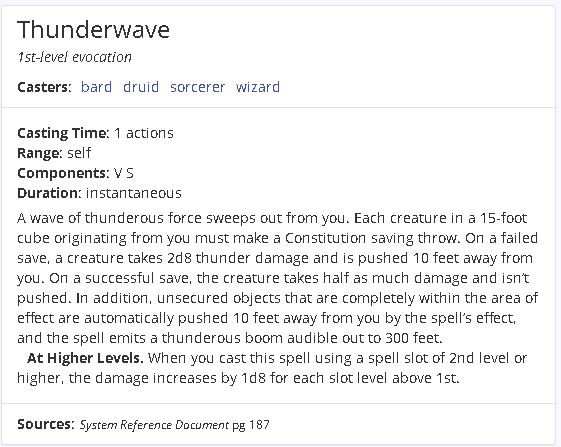 Thunderwave
1st-level evocation
Casters: bard druid sorcerer wizard
Casting Time: 1 actions
Range: self
Components: V S
Duration: instantaneous
A wave of thunderous force sweeps out from you. Each creature in a 15-foot
cube originating from you must make a Constitution saving throw. On a failed
save, a creature takes 2d8 thunder damage and is pushed 10 feet away from
you. On a successful save, the creature takes half as much damage and isn’t
pushed. In addition, unsecured objects that are completely within the area of
effect are automatically pushed 10 feet away from you by the spell’s effect,
and the spell emits a thunderous boom audible out to 300 feet.
At Higher Levels. When you cast this spell using a spell slot of 2nd level or
higher, the damage increases by 1d8 for each slot level above 1st.
Sources: System Reference Document pg 187